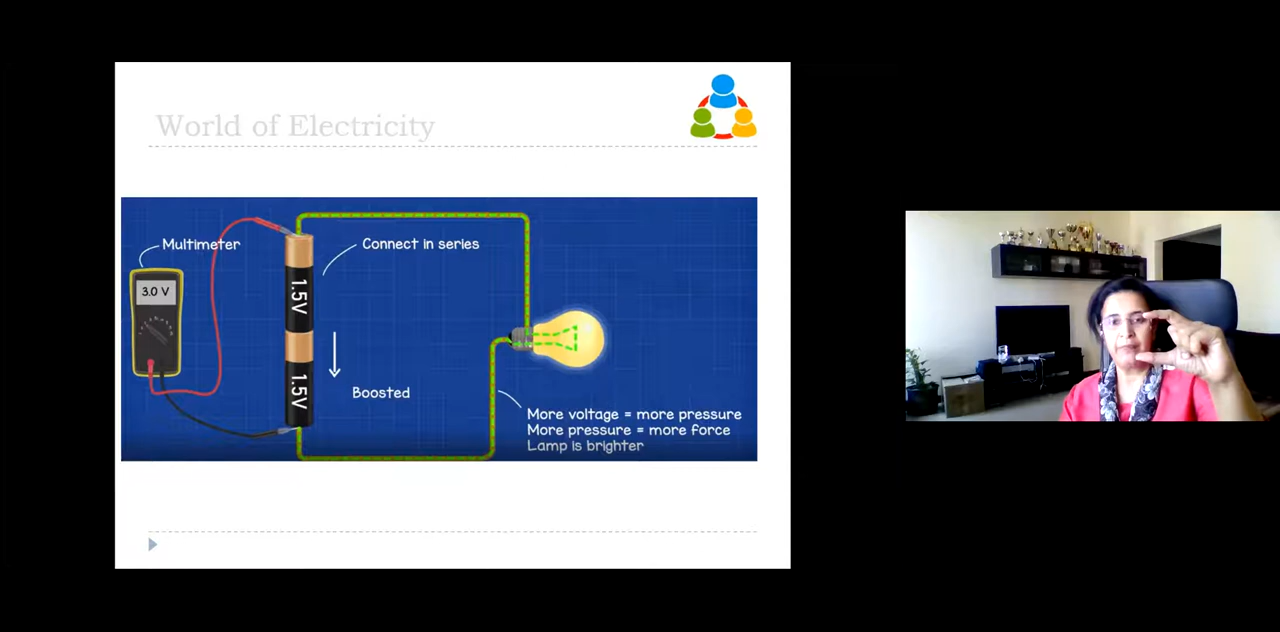 World of Electricity
Multimeter
3.0 V
Connect in series
1.5V
1.5V
Boosted
More voltage = more pressure
More pressure = more force
Lamp is brighter